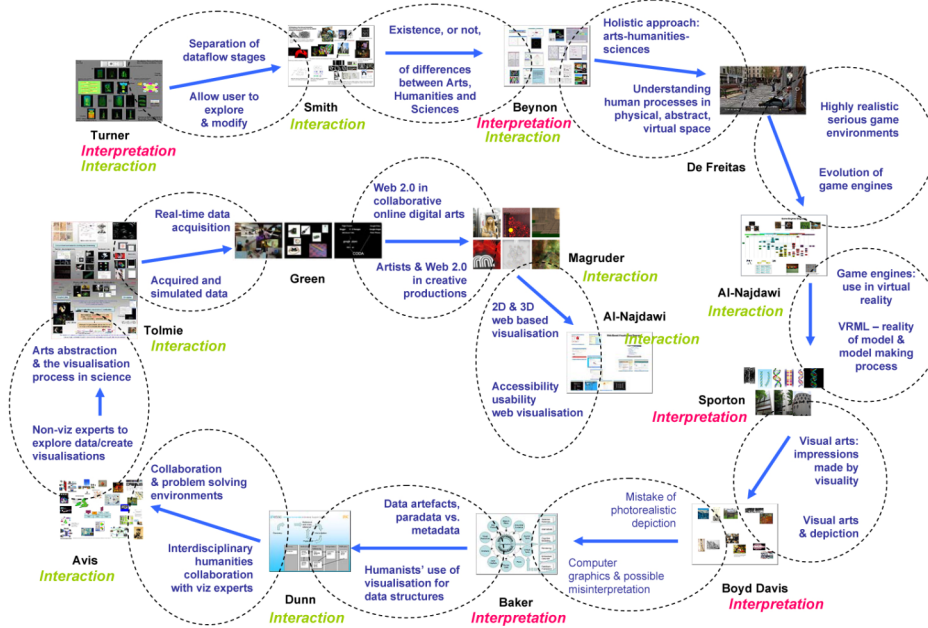 Separation of
dataflow stages
Allow user to
explore
& modify
Turner
Interpretation
Interaction
Smith
Interaction
Existence, or not,
of differences
between Arts,
Humanities and
Sciences
Beynon
Interpretation
Interaction
Holistic approach:
arts-humanities-
sciences
Understanding
human processes in
physical, abstract,
virtual space
De Freitas
Highly realistic
serious game
environments
Evolution of
game engines
Al-Najdawi
Interaction
Game engines:
use in virtual
reality
VRML – reality
of model &
model making
process
Sporton
Interpretation
Visual arts:
impressions
made by
visuality
Visual arts
& depiction
Boyd Davis
Interpretation
Mistake of
photorealistic
depiction
Computer
graphics & possible
misinterpretation
Baker
Interpretation
Data artefacts,
paradata vs.
metadata
Humanists' use of
visualisation for
data structures
Dunn
Interaction
Collaboration
& problem solving
environments
Interdisciplinary
humanities
collaboration
with viz experts
Avis
Interaction
Non-viz experts to
explore data/create
visualisations
Arts abstraction
& the visualisation
process in science
Tolmie
Interaction
Real-time data
acquisition
Acquired and
simulated data
Green
Web 2.0 in
collaborative
online digital arts
Artists & Web 2.0
in creative
productions
Magruder
Interaction
2D & 3D
web based
visualisation
Accessibility
usability
web visualisation
Al-Najdawi
Interaction